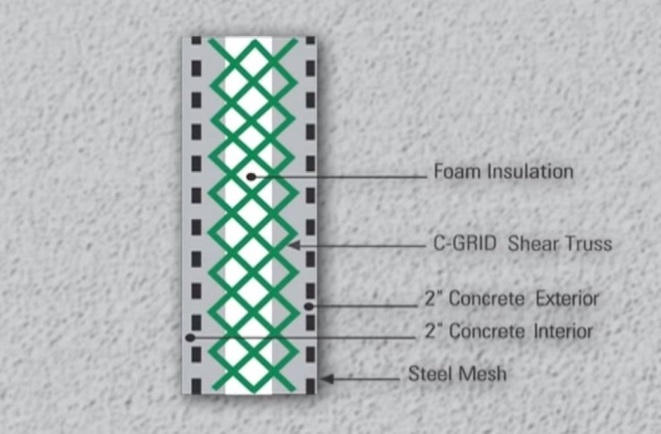 Foam Insulation
C-GRID Shear Truss
2" Concrete Exterior
2" Concrete Interior
Steel Mesh